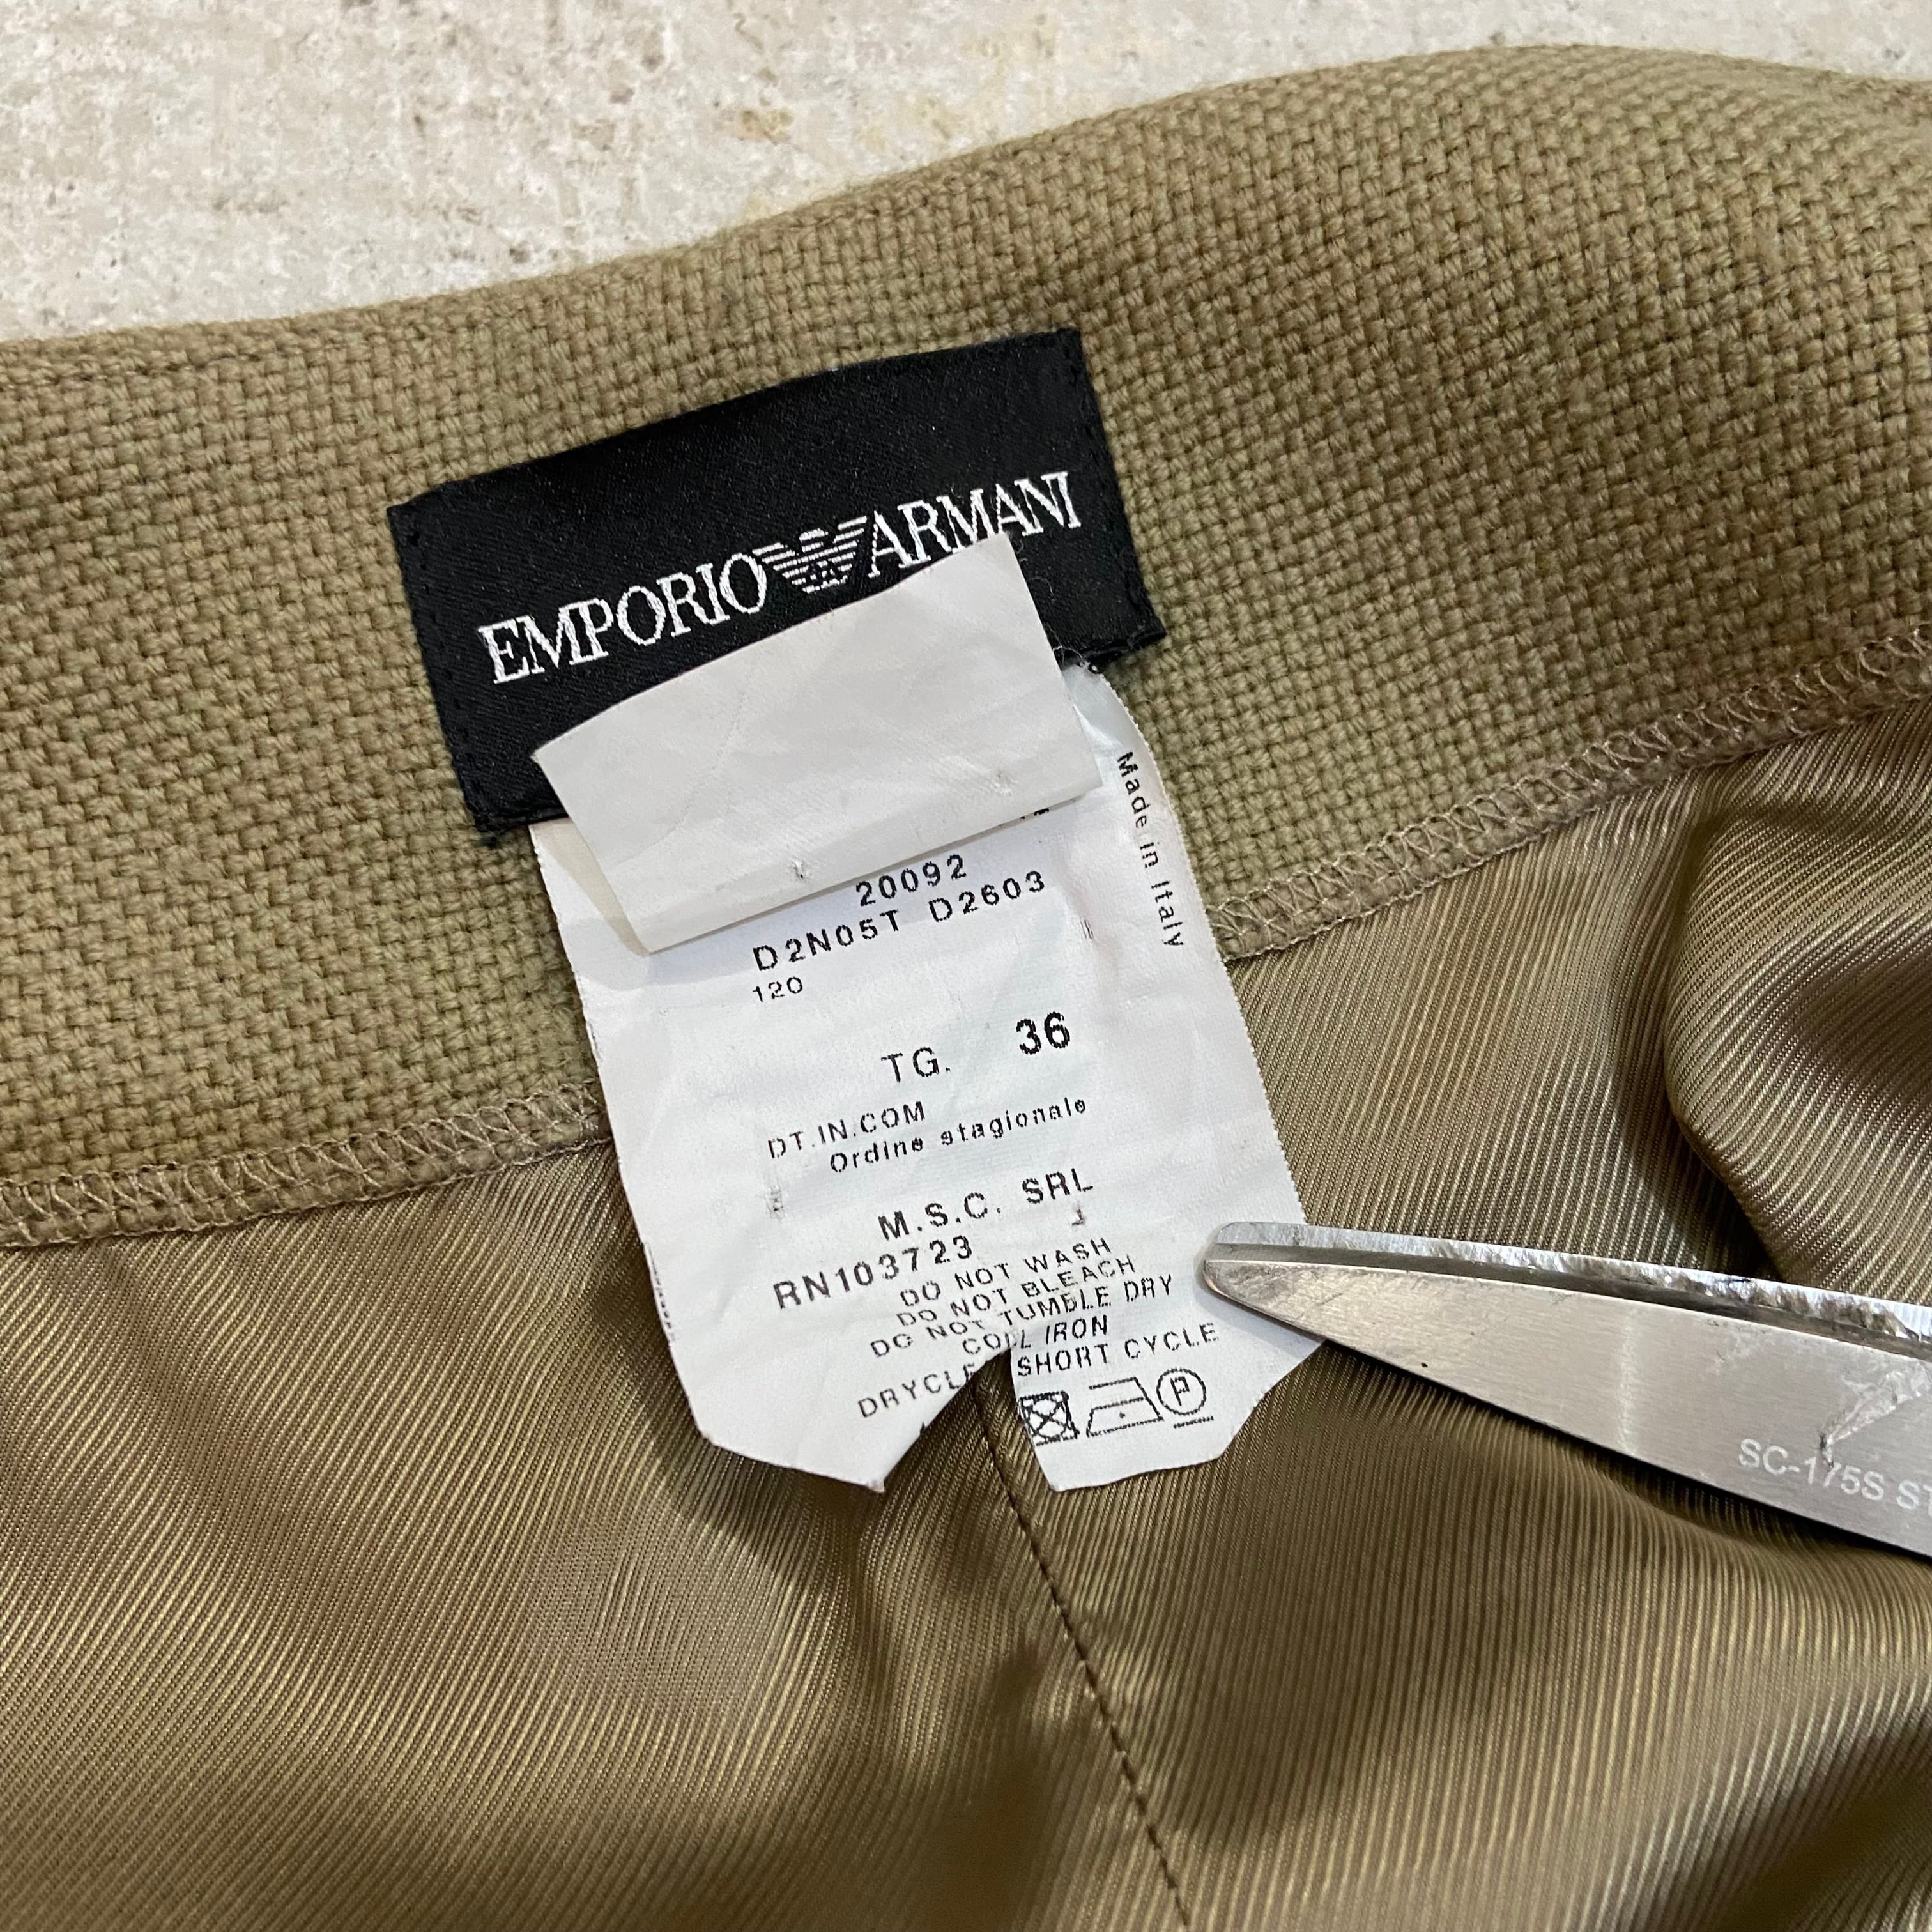 EMPORIO ARMANI
Made in Italy
20092
D2N05T D2603
120
TG. 36
DT.IN.COM
Ordine stagionale
M.S.C. SRL
RN103723
DO NOT WASH
DO NOT BLEACH
DO NOT TUMBLE DRY
COOL IRON
DRYCLE SHORT CYCLE
P
SC-175S